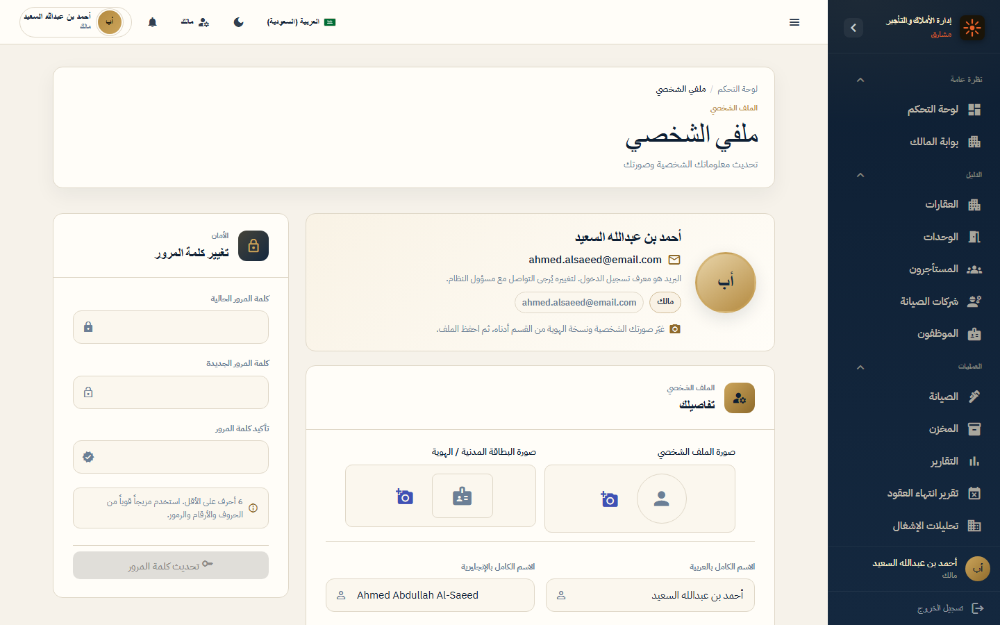 إدارة الأملاك والتأجير
مشارق
نظرة عامة
لوحة التحكم
بوابة المالك
الدليل
العقارات
الوحدات
المستأجرون
شركات الصيانة
الموظفون
العمليات
الصيانة
المخزن
التقارير
تقرير انتهاء العقود
تحليلات الإشغال
أب
أحمد بن عبدالله السعيد
مالك
تسجيل الخروج
العربية (السعودية)
مالك
أب
أحمد بن عبدالله السعيد
مالك
لوحة التحكم / ملفي الشخصي
الملف الشخصي
ملفي الشخصي
تحديث معلوماتك الشخصية وصورتك
أب
أحمد بن عبدالله السعيد
ahmed.alsaeed@email.com
البريد هو معرف تسجيل الدخول. لتغييره يُرجى التواصل مع مسؤول النظام.
مالك
ahmed.alsaeed@email.com
غيّر صورتك الشخصية ونسخة الهوية من القسم أدناه، ثم احفظ الملف.
الملف الشخصي
تفاصيلك
صورة الملف الشخصي
صورة البطاقة المدنية / الهوية
الاسم الكامل بالعربية
أحمد بن عبدالله السعيد
الاسم الكامل بالإنجليزية
Ahmed Abdullah Al-Saeed
الأمان
تغيير كلمة المرور
كلمة المرور الحالية
كلمة المرور الجديدة
تأكيد كلمة المرور
6 أحرف على الأقل. استخدم مزيجاً قوياً من
الحروف والأرقام والرموز.
تحديث كلمة المرور